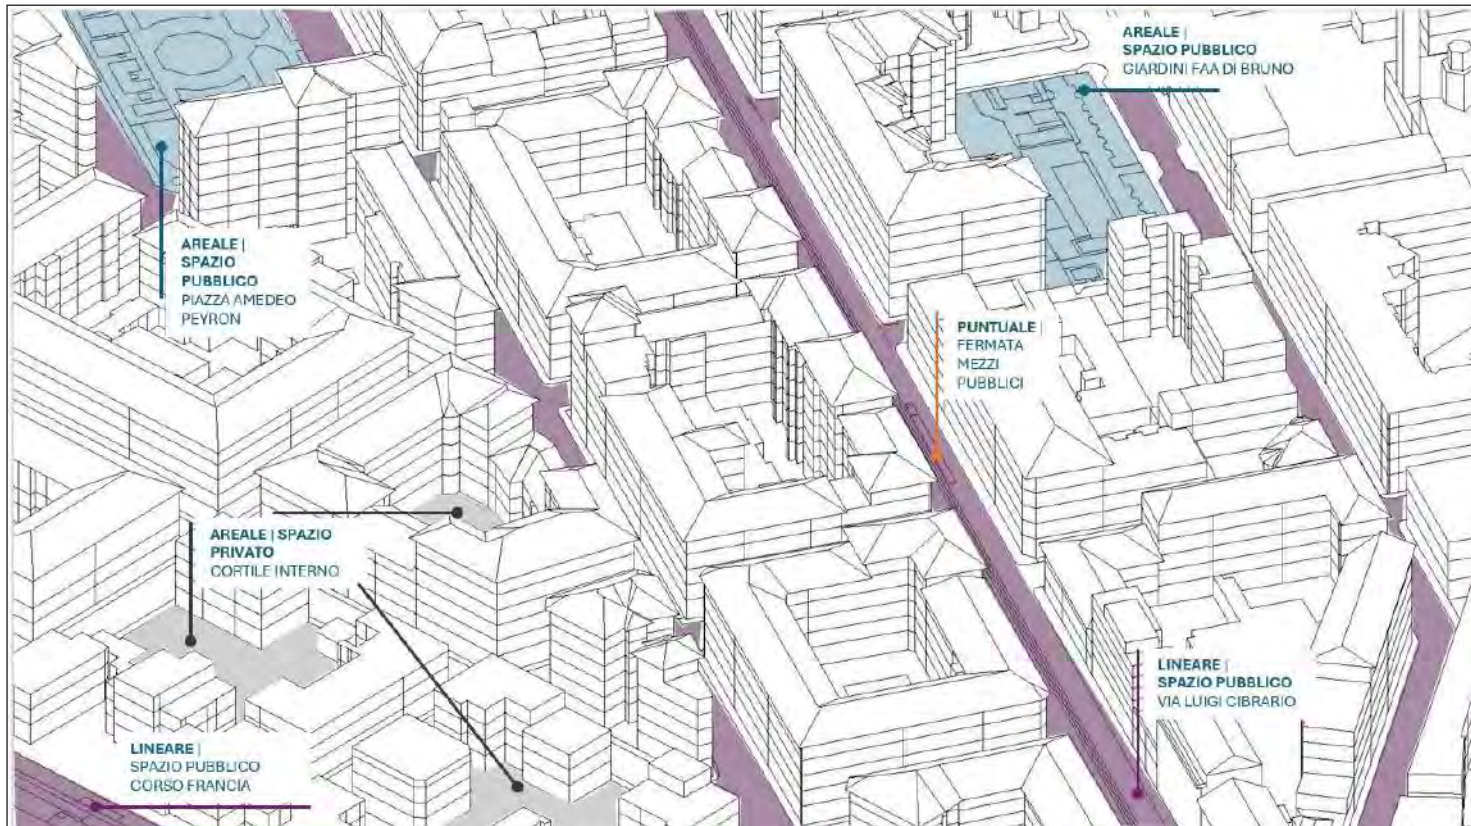 AREALE |
SPAZIO PUBBLICO
GIARDINI FAA DI BRUNO
AREALE |
SPAZIO
PUBBLICO
PIAZZA AMEDEO
PEYRON
PUNTUALE |
FERMATA
MEZZI
PUBBLICI
AREALE | SPAZIO
PRIVATO
CORTILE INTERNO
LINEARE |
SPAZIO PUBBLICO
VIA LUIGI CIBRARIO
LINEARE |
SPAZIO PUBBLICO
CORSO FRANCIA